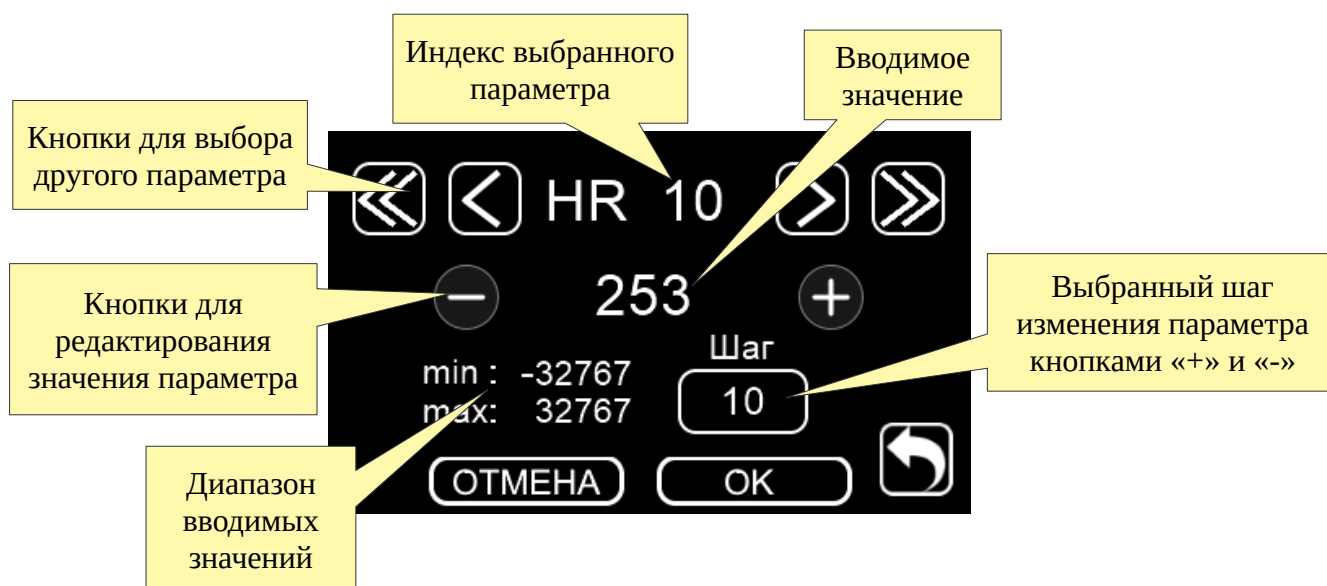 Индекс выбранного
параметра
Вводимое
значение
Кнопки для выбора
другого параметра
HR 10
Кнопки для
редактирования
значения параметра
253
Выбранный шаг
изменения параметра
кнопками «+» и «-»
Шаг
min : -32767
max: 32767
10
Диапазон
вводимых
значений
ОТМЕНА
OK